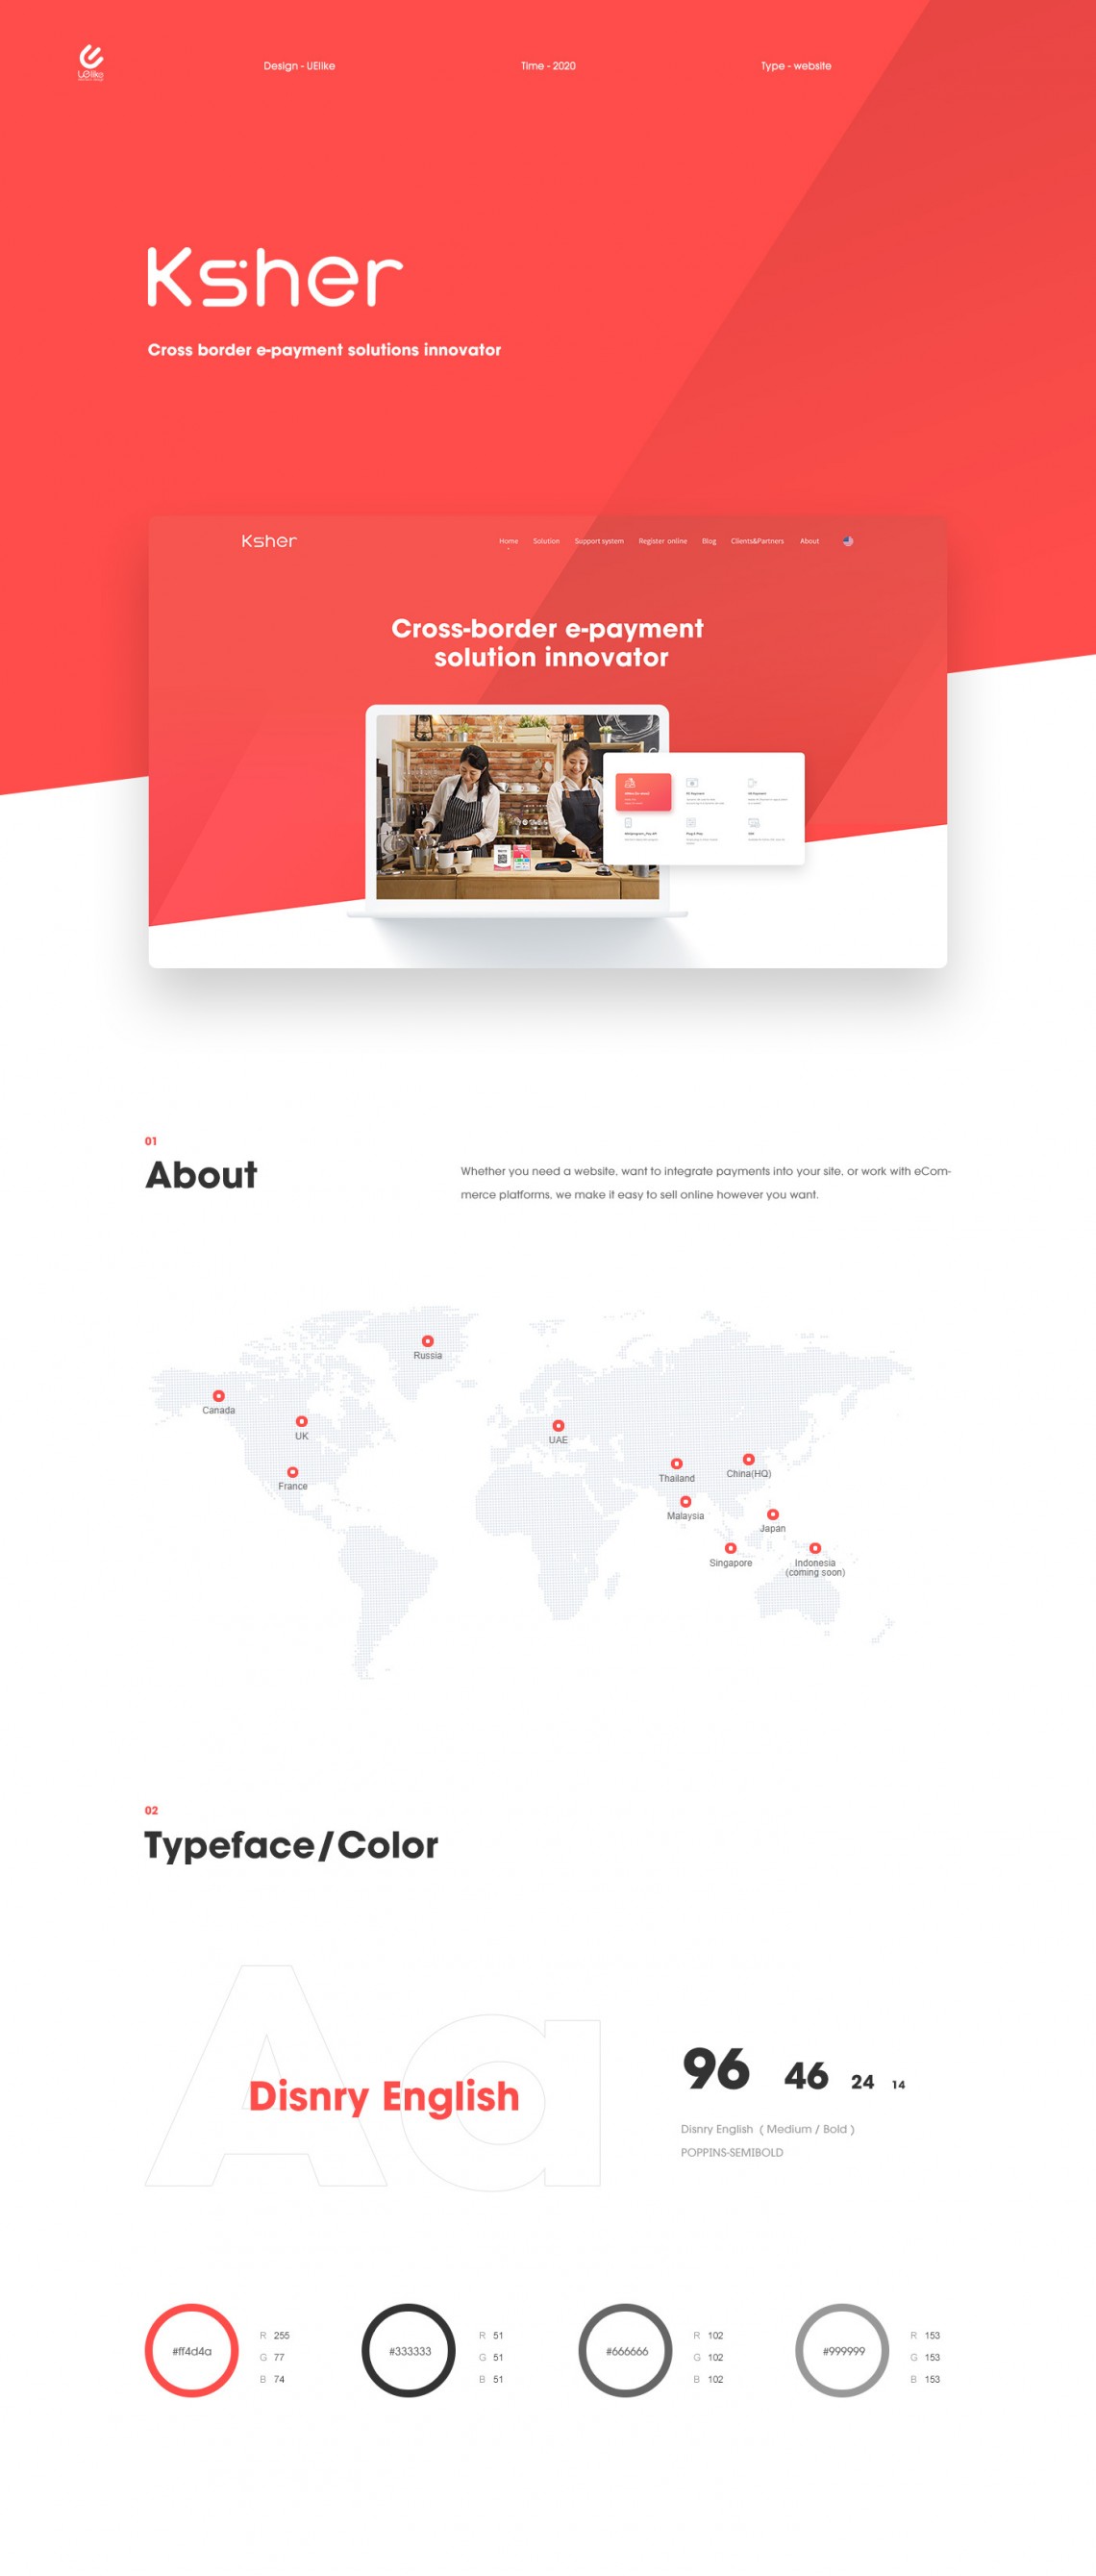 UElike
Design - UElike
Time - 2020
Type - website
Ksher
Cross border e-payment solutions innovator
Ksher
Home
Solution
Support system
Register online
Blog
Clients&Partners
About
Cross-border e-payment
solution innovator
01
About
Whether you need a website, want to integrate payments into your site, or work with eCom-
merce platforms, we make it easy to sell online however you want.
Russia
Canada
UK
UAE
France
Thailand
China(HQ)
Malaysia
Japan
Singapore
Indonesia
(coming soon)
02
Typeface/Color
Aa
Disnry English
96 46 24 14
Disnry English ( Medium / Bold )
POPPINS-SEMIBOLD
#ff4d4a
R 255
G 77
B 74
#333333
R 51
G 51
B 51
#666666
R 102
G 102
B 102
#999999
R 153
G 153
B 153